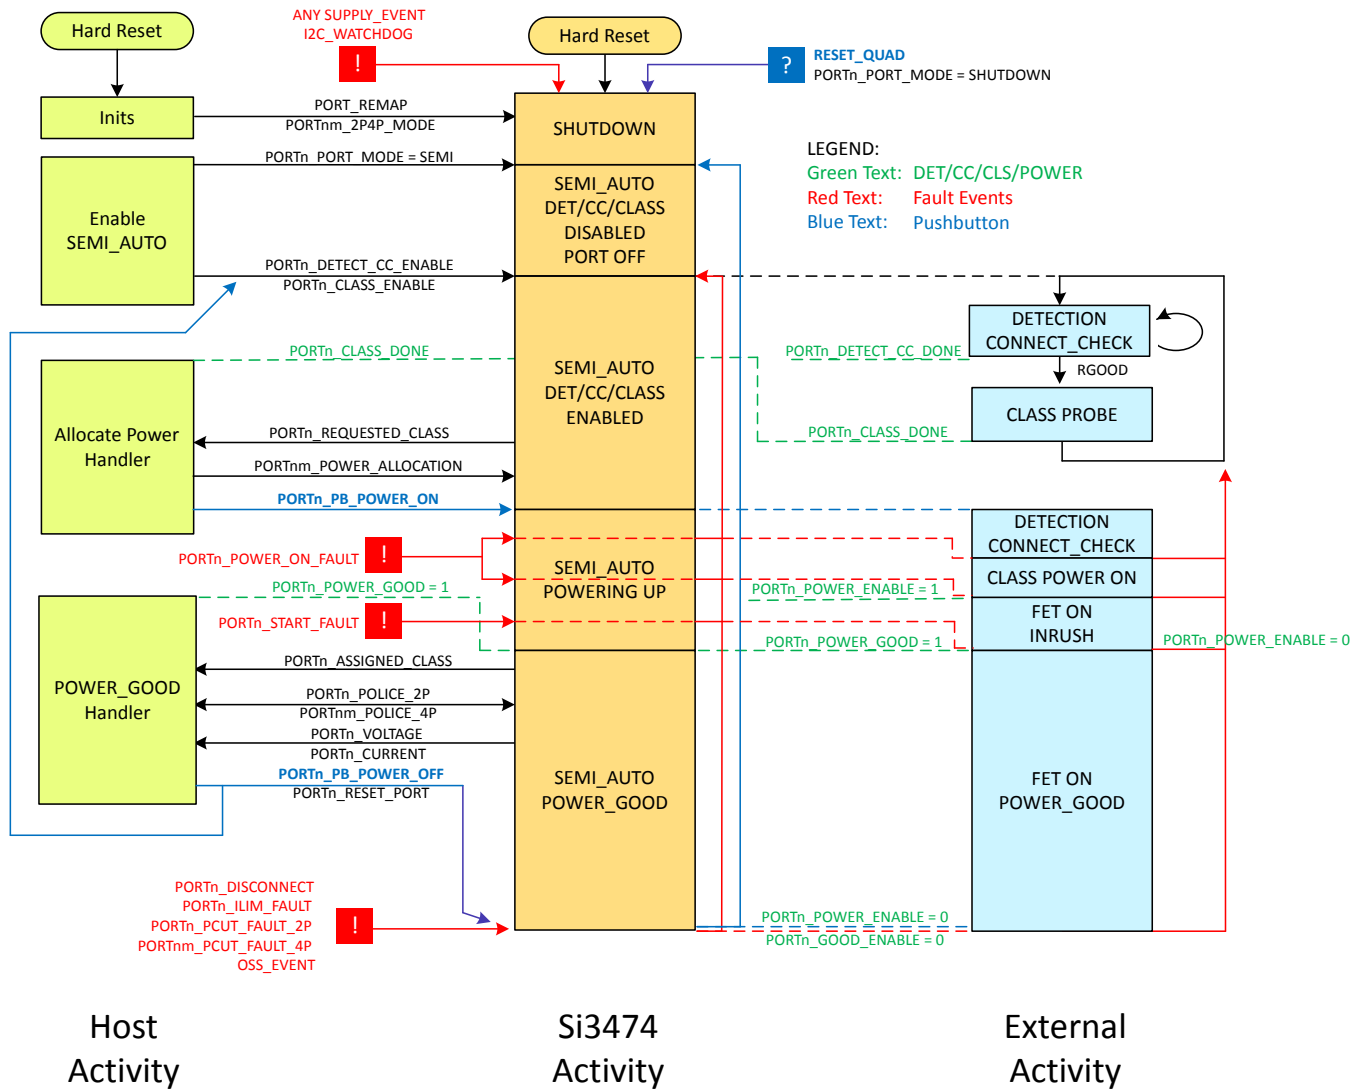 Hard Reset
ANY SUPPLY_EVENT
I2C_WATCHDOG
!
Hard Reset
?
RESET_QUAD
PORTn_PORT_MODE = SHUTDOWN
Inits
PORT_REMAP
PORTnm_2P4P_MODE
SHUTDOWN
LEGEND:
Green Text: DET/CC/CLS/POWER
Red Text: Fault Events
Blue Text: Pushbutton
Enable
SEMI_AUTO
PORTn_PORT_MODE = SEMI
SEMI_AUTO
DET/CC/CLASS
DISABLED
PORT OFF
PORTn_DETECT_CC_ENABLE
PORTn_CLASS_ENABLE
DETECTION
CONNECT_CHECK
PORTn_DETECT_CC_DONE
RGOOD
CLASS PROBE
PORTn_CLASS_DONE
PORTn_CLASS_DONE
SEMI_AUTO
DET/CC/CLASS
ENABLED
Allocate Power
Handler
PORTn_REQUESTED_CLASS
PORTnm_POWER_ALLOCATION
PORTn_PB_POWER_ON
DETECTION
CONNECT_CHECK
PORTn_POWER_ON_FAULT
!
SEMI_AUTO
POWERING UP
CLASS POWER ON
PORTn_POWER_ENABLE = 1
PORTn_POWER_GOOD = 1
FET ON
INRUSH
PORTn_START_FAULT
!
PORTn_POWER_GOOD = 1
PORTn_POWER_ENABLE = 0
POWER_GOOD
Handler
PORTn_ASSIGNED_CLASS
PORTn_POLICE_2P
PORTnm_POLICE_4P
PORTn_VOLTAGE
PORTn_CURRENT
PORTn_PB_POWER_OFF
PORTn_RESET_PORT
SEMI_AUTO
POWER_GOOD
FET ON
POWER_GOOD
PORTn_DISCONNECT
PORTn_ILIM_FAULT
PORTn_PCUT_FAULT_2P
PORTnm_PCUT_FAULT_4P
OSS_EVENT
!
PORTn_POWER_ENABLE = 0
PORTn_GOOD_ENABLE = 0
Host
Activity
Si3474
Activity
External
Activity